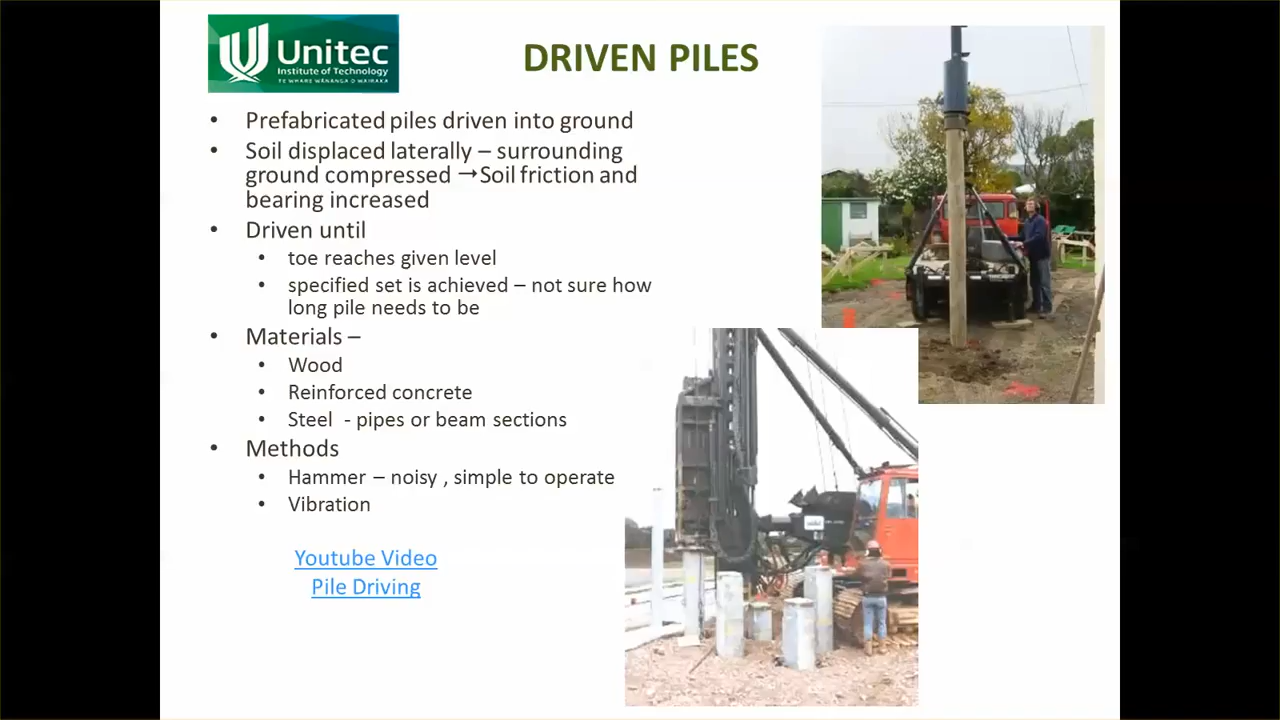 Unitec
Institute of Technology
TE WHARE WĀNANGA O WAIRAKA
DRIVEN PILES
• Prefabricated piles driven into ground
• Soil displaced laterally – surrounding
ground compressed →Soil friction and
bearing increased
• Driven until
• toe reaches given level
• specified set is achieved – not sure how
long pile needs to be
• Materials –
• Wood
• Reinforced concrete
• Steel - pipes or beam sections
• Methods
• Hammer – noisy , simple to operate
• Vibration
Youtube Video
Pile Driving